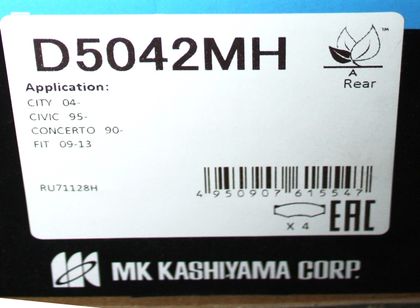 D5042MH
TM
A
Rear
Application:
CITY 04-
CIVIC 95-
CONCERTO 90-
FIT 09-13
RU71128H
4 950907 615547
X 4
EAC
MK KASHIYAMA CORP.